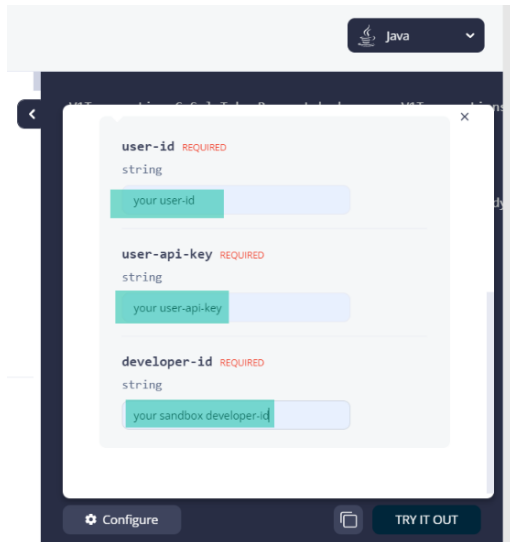 Java
user-id REQUIRED
string
your user-id
user-api-key REQUIRED
string
your user-api-key
developer-id REQUIRED
string
your sandbox developer-id
Configure
TRY IT OUT